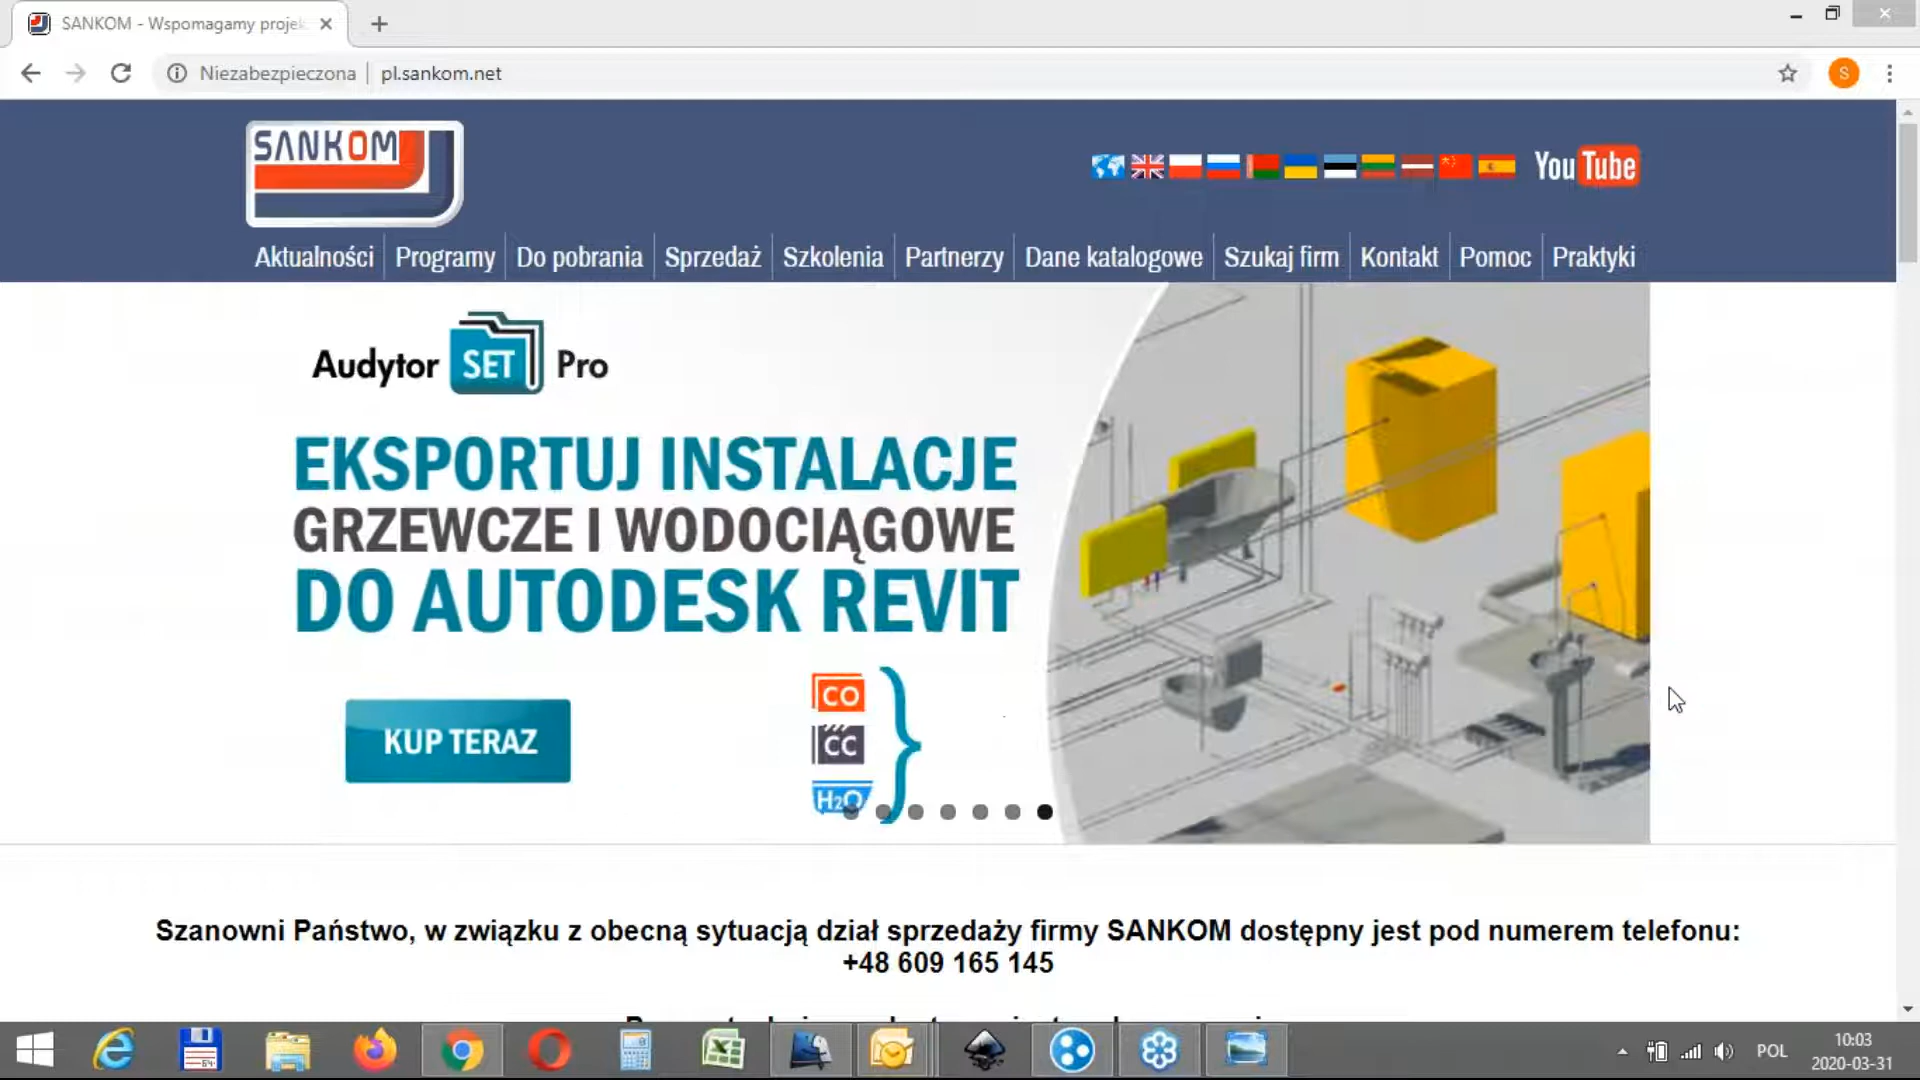 SANKOM - Wspomagamy projek
Niezabezpieczona
pl.sankom.net
SANKOM
YouTube
Aktualności
Programy
Do pobrania
Sprzedaż
Szkolenia
Partnerzy
Dane katalogowe
Szukaj firm
Kontakt
Pomoc
Praktyki
Audytor SET Pro
EKSPORTUJ INSTALACJE
GRZEWCZE I WODOCIĄGOWE
DO AUTODESK REVIT
KUP TERAZ
CO
CC
H2O
Szanowni Państwo, w związku z obecną sytuacją dział sprzedaży firmy SANKOM dostępny jest pod numerem telefonu:
+48 609 165 145
S
64
POL
10:03
2020-03-31